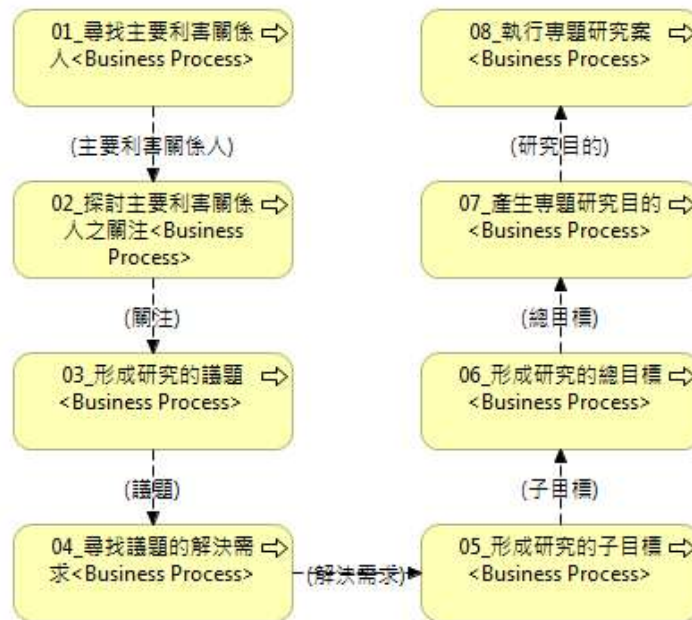 01_尋找主要利害關係
人<Business Process>
(主要利害關係人)
02_探討主要利害關係
人之關注<Business
Process>
(關注)
03_形成研究的議題
<Business Process>
(議題)
04_尋找議題的解決需
求<Business Process>
(解決需求)
05_形成研究的子目標
<Business Process>
(子目標)
06_形成研究的總目標
<Business Process>
(總目標)
07_產生專題研究目的
<Business Process>
(研究目的)
08_執行專題研究案
<Business Process>